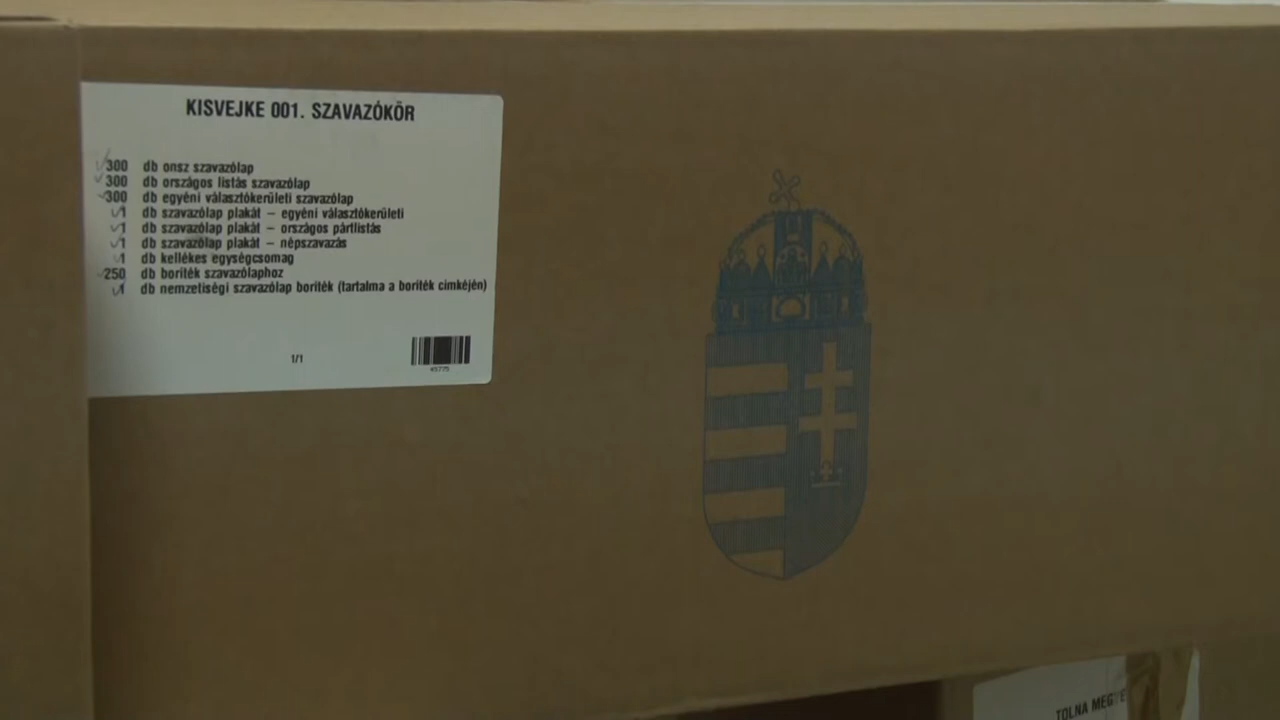 KISVEJKE 001. SZAVAZÓKÖR
300 db onsz szavazólap
300 db országos listás szavazólap
300 db egyéni választókerületi szavazólap
1 db szavazólap plakát – egyéni választókerületi
1 db szavazólap plakát – országos pártlistás
1 db szavazólap plakát – népszavazás
1 db kellékes egységcsomag
250 db boríték szavazólaphoz
1 db nemzetiségi szavazólap boríték (tartalma a boríték címkéjén)
1/1
TOLNA MEGYE